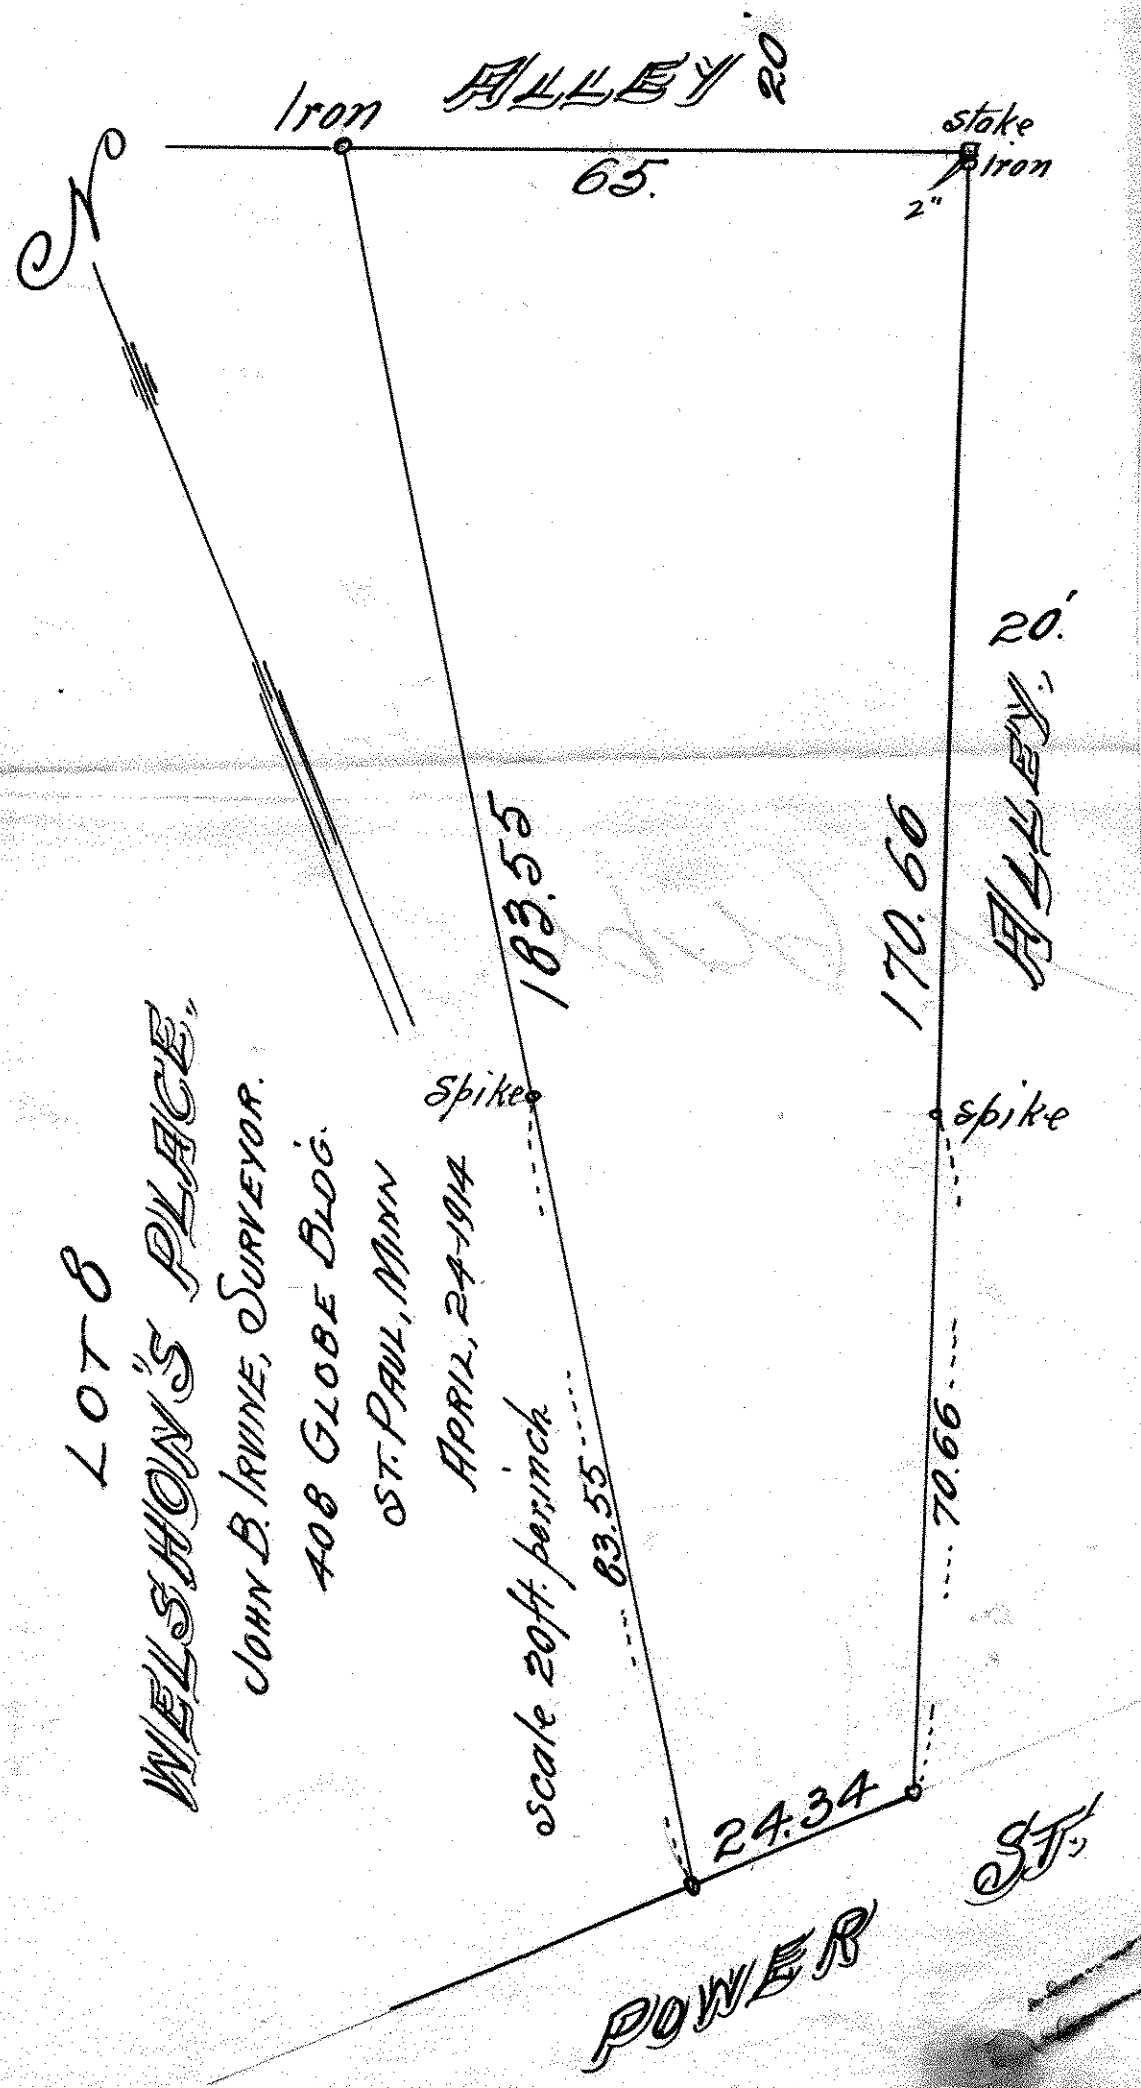 ALLEY 20'
Iron
stake
Iron
65.
2"
N
20.'
ALLEY.
183.55
170.66
spike
spike
LOT 8
WELSHON'S PLACE.
JOHN B. IRVINE, SURVEYOR.
408 GLOBE BLDG.
ST. PAUL, MINN
APRIL, 24-1914
scale 20 ft. per inch
83.55
70.66
24.34
POWER ST.